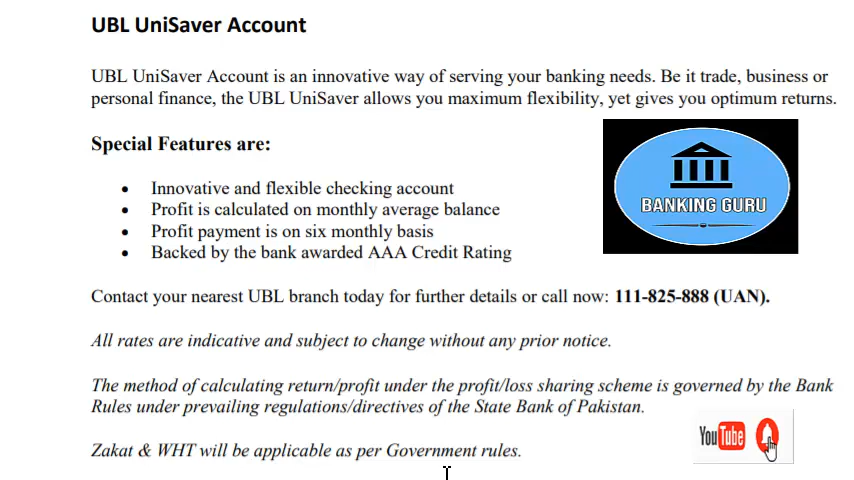 UBL UniSaver Account
UBL UniSaver Account is an innovative way of serving your banking needs. Be it trade, business or
personal finance, the UBL UniSaver allows you maximum flexibility, yet gives you optimum returns.
Special Features are:
• Innovative and flexible checking account
• Profit is calculated on monthly average balance
• Profit payment is on six monthly basis
• Backed by the bank awarded AAA Credit Rating
BANKING GURU
Contact your nearest UBL branch today for further details or call now: 111-825-888 (UAN).
All rates are indicative and subject to change without any prior notice.
The method of calculating return/profit under the profit/loss sharing scheme is governed by the Bank
Rules under prevailing regulations/directives of the State Bank of Pakistan.
YouTube
Zakat & WHT will be applicable as per Government rules.